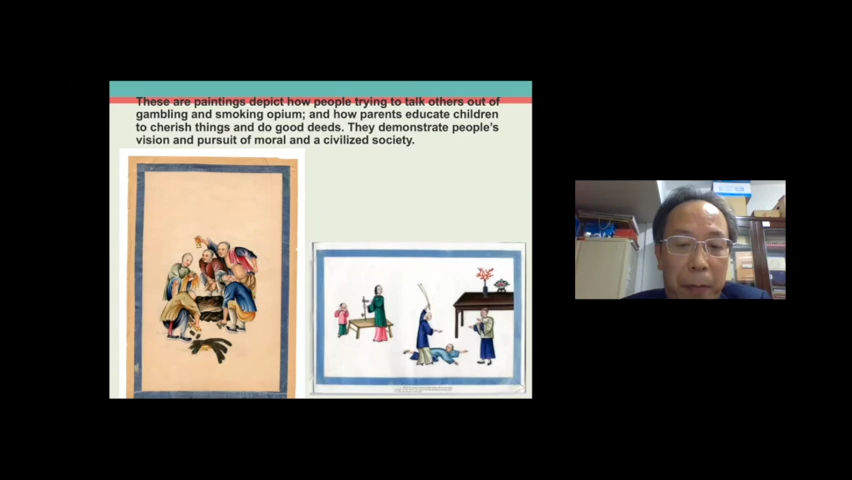 These are paintings depict how people trying to talk others out of
gambling and smoking opium; and how parents educate children
to cherish things and do good deeds. They demonstrate people's
vision and pursuit of moral and a civilized society.